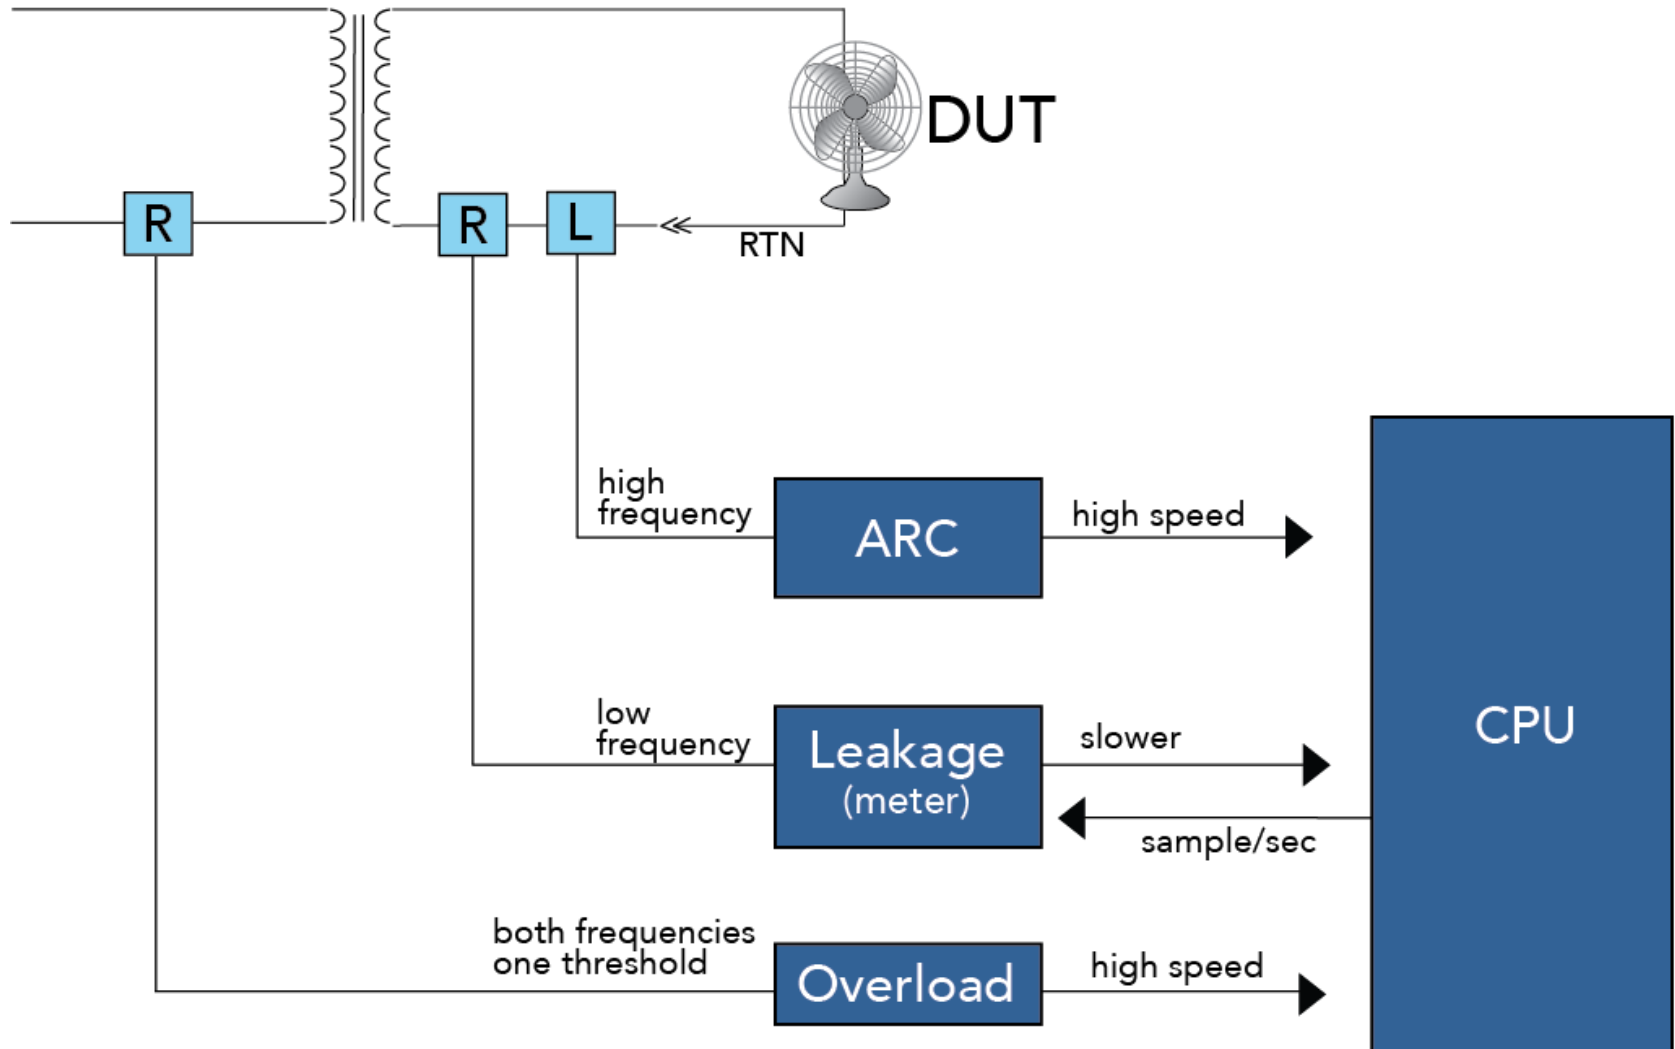 DUT
R
R
L
RTN
high
frequency
ARC
high speed
low
frequency
Leakage
(meter)
slower
sample/sec
CPU
both frequencies
one threshold
Overload
high speed